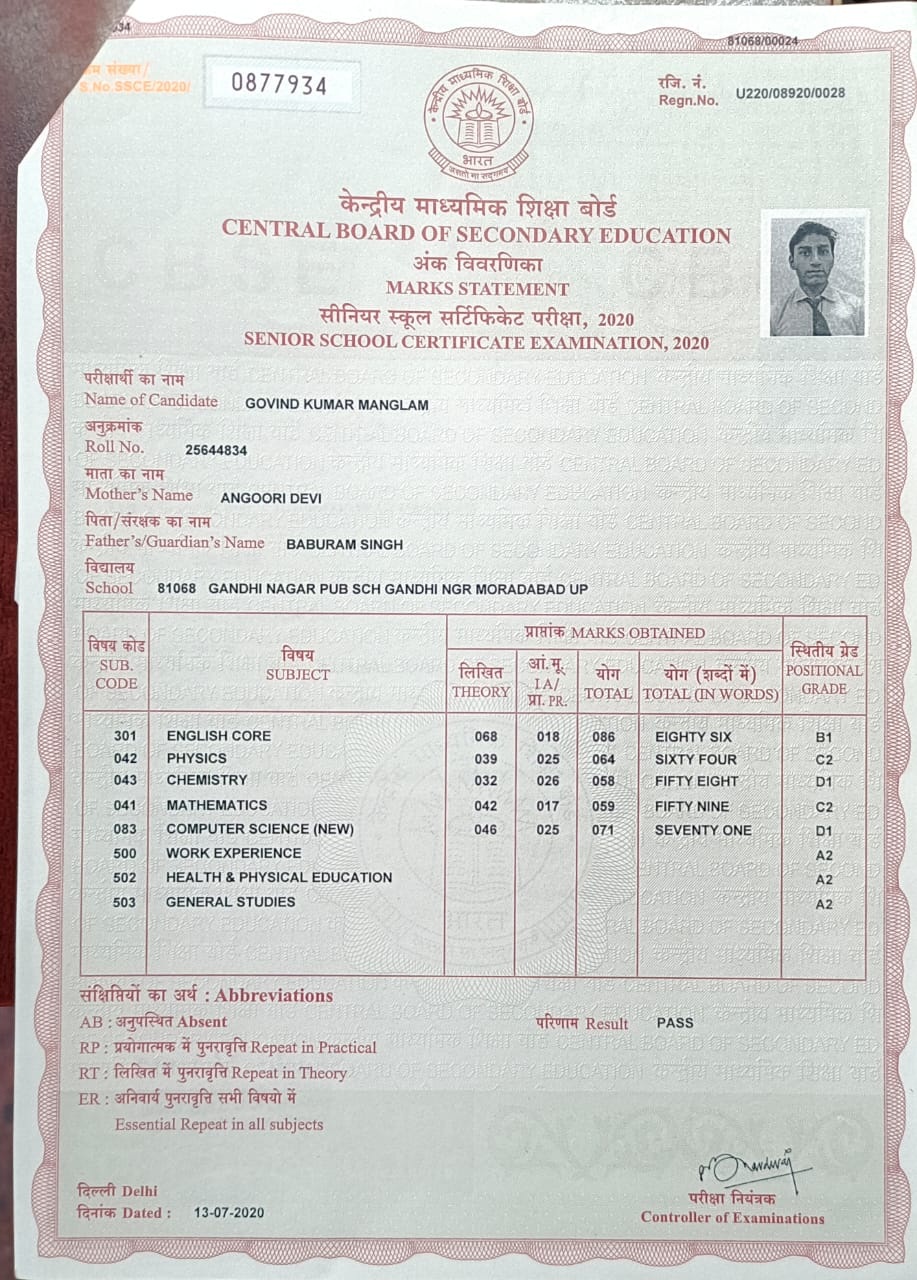 934
81068/00024
क्रम संख्या/
S.No.SSCE/2020/
0877934
रजि. नं.
Regn.No. U220/08920/0028
केन्द्रीय माध्यमिक शिक्षा बोर्ड
भारत
असतो मा सद्गमय
केन्द्रीय माध्यमिक शिक्षा बोर्ड
CENTRAL BOARD OF SECONDARY EDUCATION
अंक विवरणिका
MARKS STATEMENT
सीनियर स्कूल सर्टिफिकेट परीक्षा, 2020
SENIOR SCHOOL CERTIFICATE EXAMINATION, 2020
परीक्षार्थी का नाम
Name of Candidate GOVIND KUMAR MANGLAM
अनुक्रमांक
Roll No. 25644834
माता का नाम
Mother's Name ANGOORI DEVI
पिता/संरक्षक का नाम
Father's/Guardian's Name BABURAM SINGH
विद्यालय
School 81068 GANDHI NAGAR PUB SCH GANDHI NGR MORADABAD UP
विषय कोड
SUB. CODE
विषय
SUBJECT
प्राप्तांक MARKS OBTAINED
लिखित
THEORY
आं.मू.
I A/
प्रा. PR.
योग
TOTAL
योग (शब्दों में)
TOTAL (IN WORDS)
स्थितीय ग्रेड
POSITIONAL
GRADE
301 ENGLISH CORE 068 018 086 EIGHTY SIX B1
042 PHYSICS 039 025 064 SIXTY FOUR C2
043 CHEMISTRY 032 026 058 FIFTY EIGHT D1
041 MATHEMATICS 042 017 059 FIFTY NINE C2
083 COMPUTER SCIENCE (NEW) 046 025 071 SEVENTY ONE D1
500 WORK EXPERIENCE A2
502 HEALTH & PHYSICAL EDUCATION A2
503 GENERAL STUDIES A2
संक्षिप्तियों का अर्थ : Abbreviations
AB : अनुपस्थित Absent
परिणाम Result PASS
RP : प्रयोगात्मक में पुनरावृत्ति Repeat in Practical
RT : लिखित में पुनरावृत्ति Repeat in Theory
ER : अनिवार्य पुनरावृत्ति सभी विषयो में
Essential Repeat in all subjects
दिल्ली Delhi
दिनांक Dated : 13-07-2020
परीक्षा नियंत्रक
Controller of Examinations